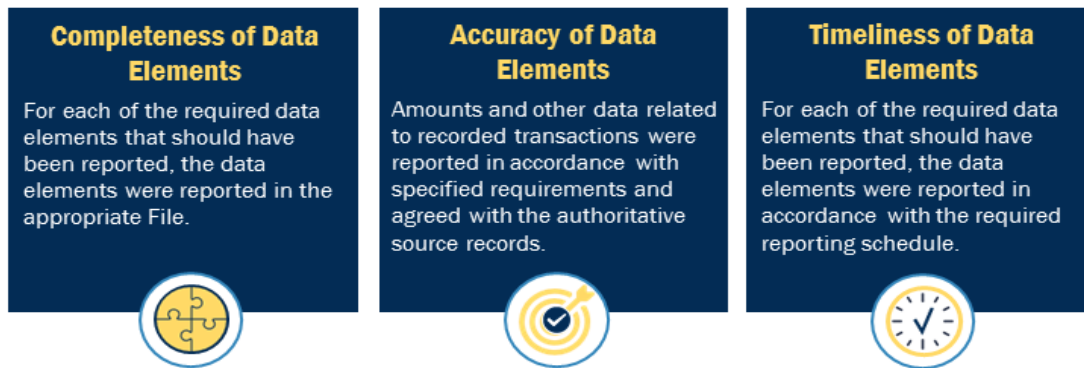 Completeness of Data
Elements
For each of the required data
elements that should have
been reported, the data
elements were reported in the
appropriate File.
Accuracy of Data
Elements
Amounts and other data related
to recorded transactions were
reported in accordance with
specified requirements and
agreed with the authoritative
source records.
Timeliness of Data
Elements
For each of the required data
elements that should have
been reported, the data
elements were reported in
accordance with the required
reporting schedule.